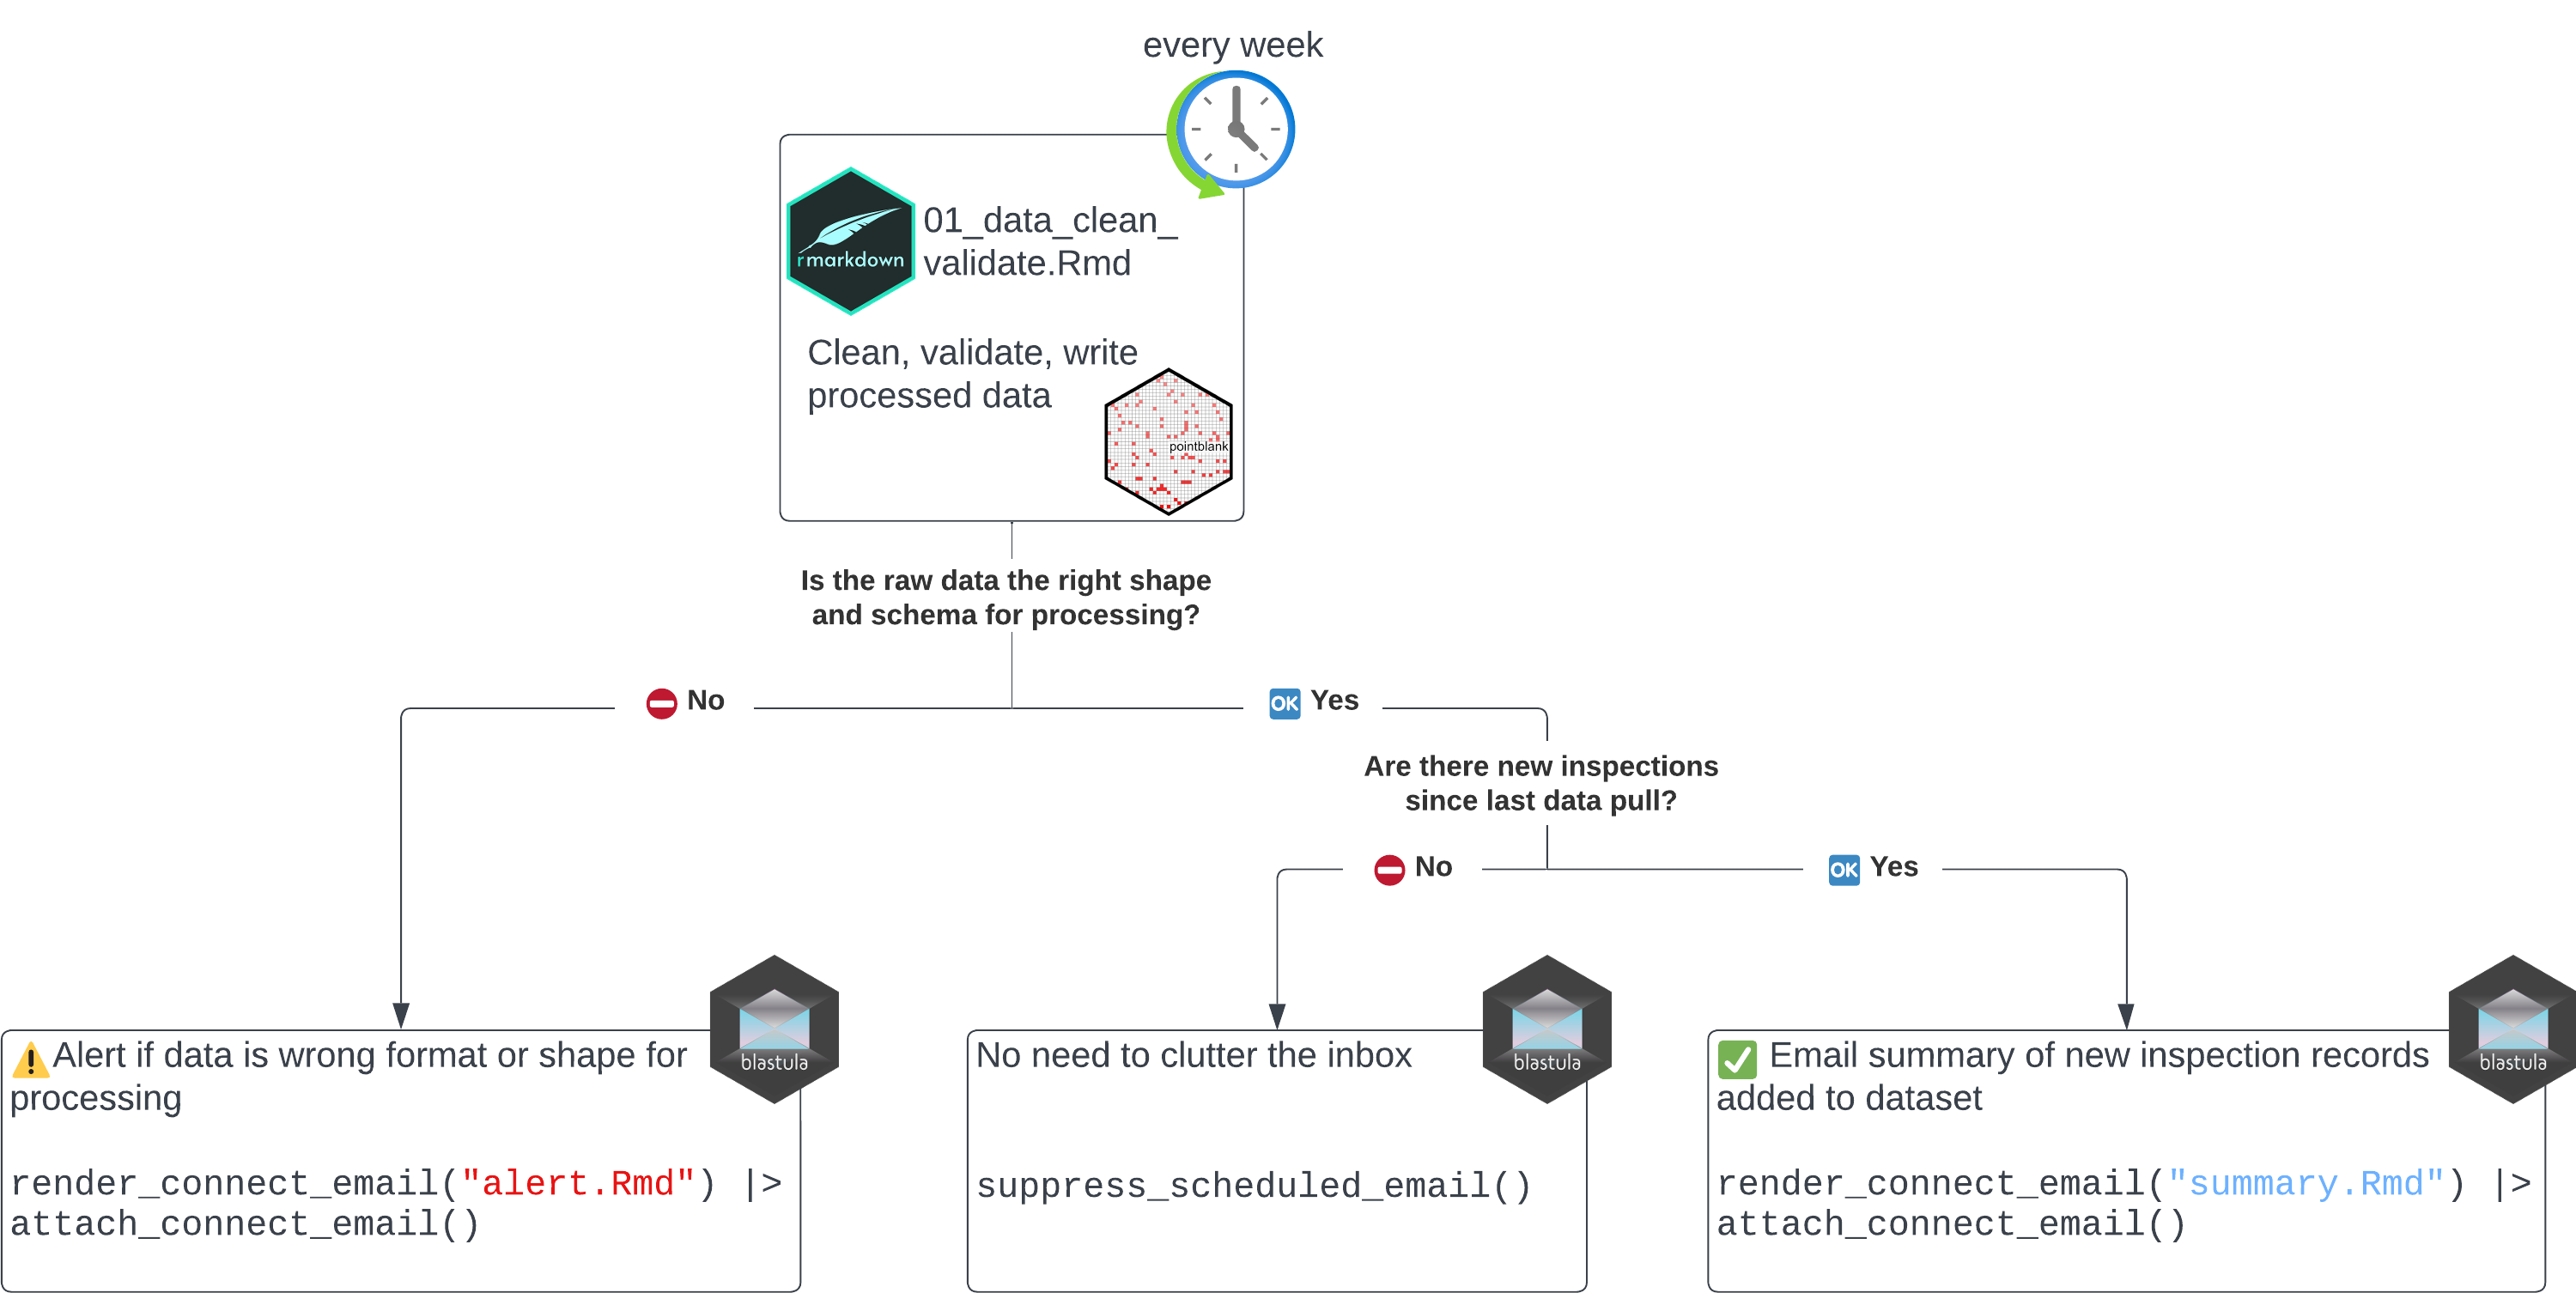 every week
01_data_clean_
validate.Rmd
rmarkdown
Clean, validate, write
processed data
pointblank
Is the raw data the right shape
and schema for processing?
No
OK Yes
Are there new inspections
since last data pull?
No
OK Yes
blastula
Alert if data is wrong format or shape for
processing
render_connect_email("alert.Rmd") |>
attach_connect_email()
blastula
No need to clutter the inbox
suppress_scheduled_email()
blastula
Email summary of new inspection records
added to dataset
render_connect_email("summary.Rmd") |>
attach_connect_email()